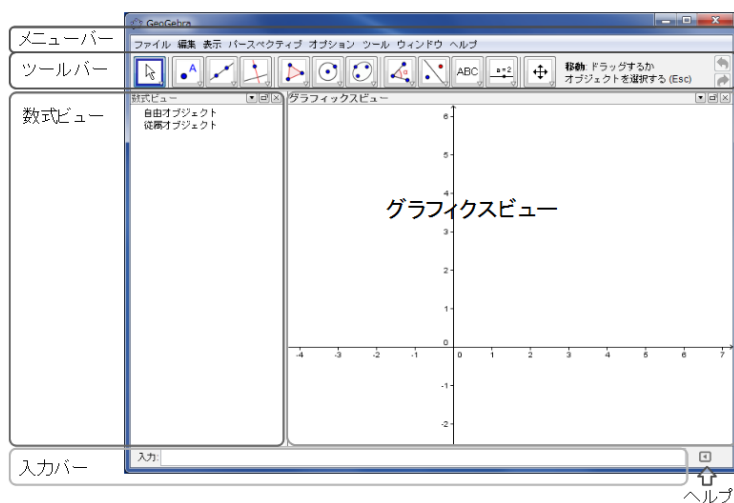 GeoGebra
メニューバー
ファイル 編集 表示 パースペクティブ オプション ツール ウィンドウ ヘルプ
ツールバー
A
α
ABC
a=2
移動: ドラッグするか
オブジェクトを選択する (Esc)
数式ビュー
グラフィックスビュー
数式ビュー
自由オブジェクト
従属オブジェクト
グラフィクスビュー
6
5
4
3
2
1
0
-4 -3 -2 -1 0 1 2 3 4 5 6 7
-1
-2
入力バー
入力:
ヘルプ